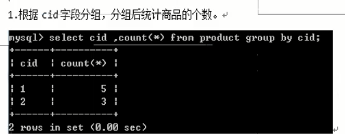 1.根据 cid 字段分组，分组后统计商品的个数。↵
mysql> select cid ,count(*) from product group by cid;
+------+----------+
| cid  | count(*) |
+------+----------+
| 1    |        5 |
| 2    |        3 |
+------+----------+
2 rows in set (0.00 sec)